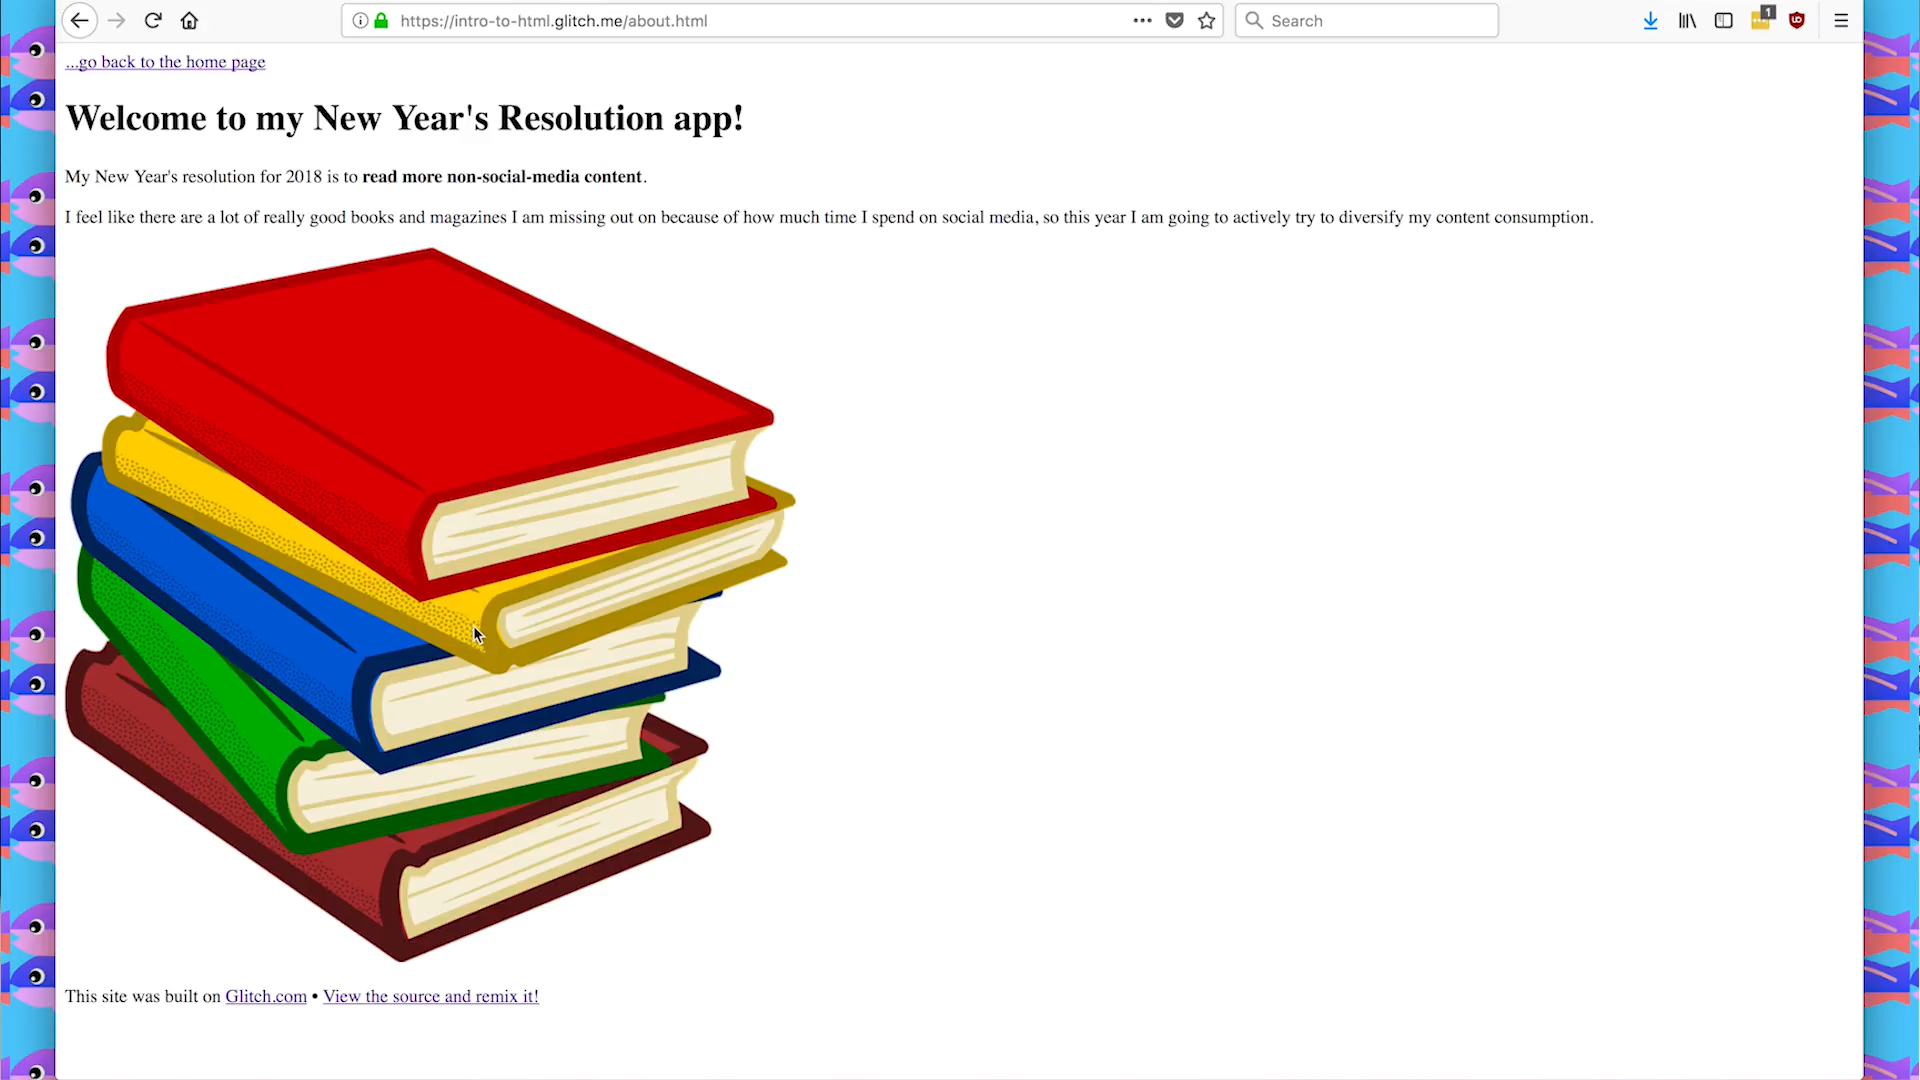 https://intro-to-html.glitch.me/about.html
Search
1
...go back to the home page
Welcome to my New Year's Resolution app!
My New Year's resolution for 2018 is to read more non-social-media content.
I feel like there are a lot of really good books and magazines I am missing out on because of how much time I spend on social media, so this year I am going to actively try to diversify my content consumption.
This site was built on Glitch.com • View the source and remix it!